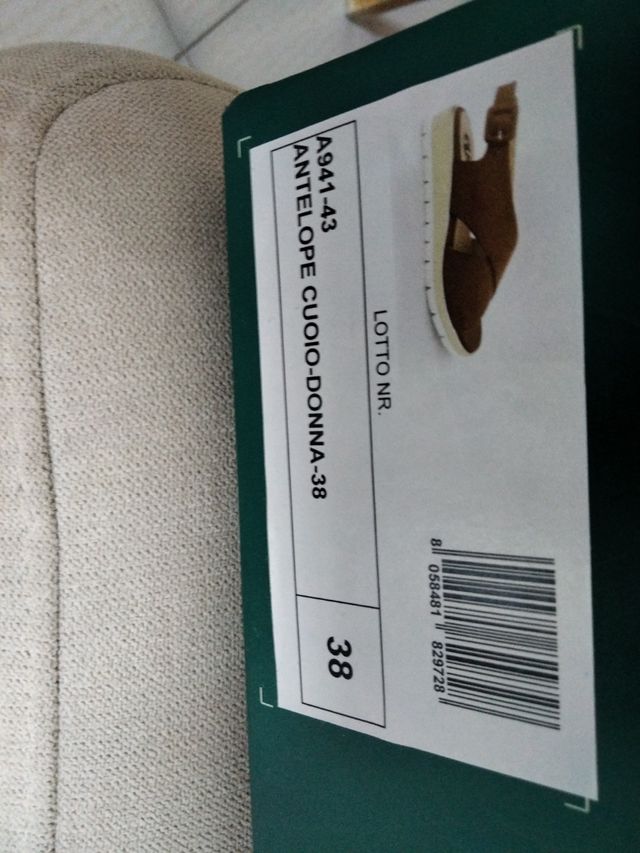 LOTTO NR.
A941-43
ANTELOPE CUOIO-DONNA-38
38
8 058481 829728